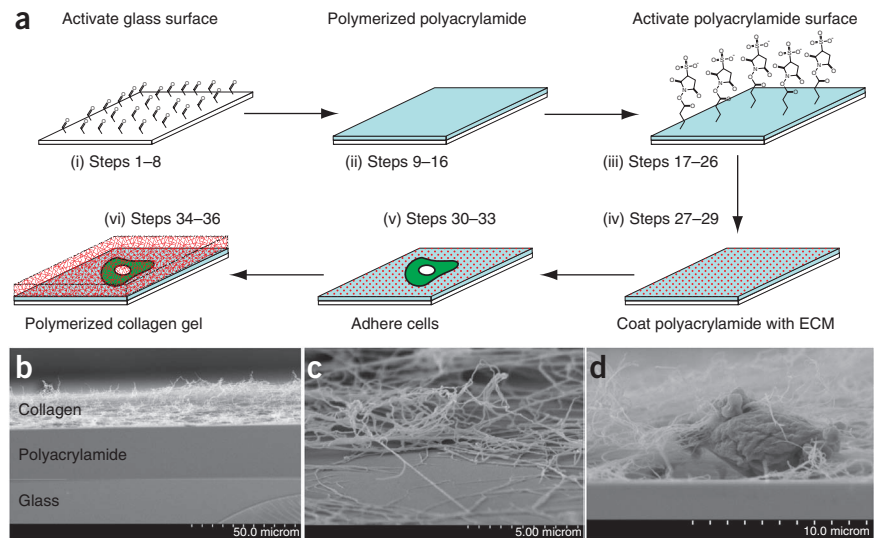 a
Activate glass surface
Polymerized polyacrylamide
Activate polyacrylamide surface
(i) Steps 1–8
(ii) Steps 9–16
(iii) Steps 17–26
(vi) Steps 34–36
(v) Steps 30–33
(iv) Steps 27–29
Polymerized collagen gel
Adhere cells
Coat polyacrylamide with ECM
b
Collagen
Polyacrylamide
Glass
50.0 microm
c
5.00 microm
d
10.0 microm